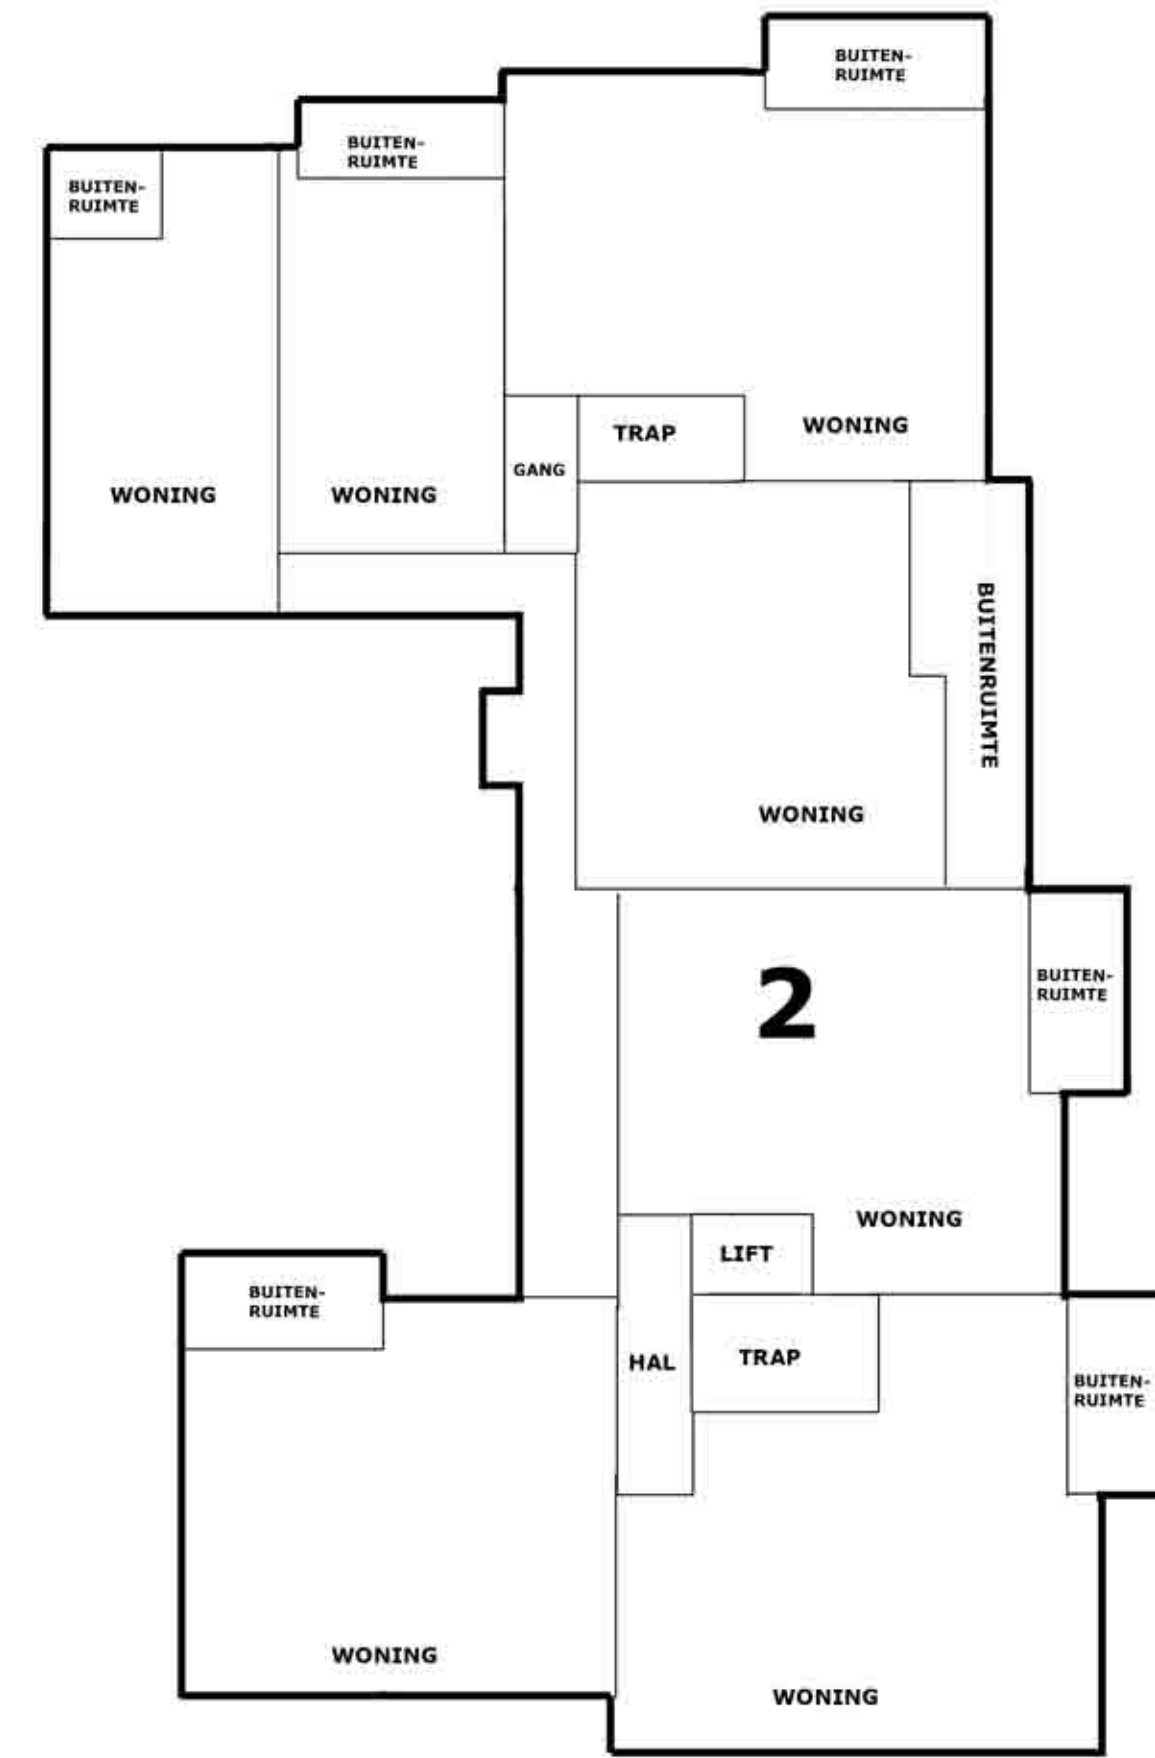 BUITEN-
RUIMTE
BUITEN-
RUIMTE
BUITEN-
RUIMTE
WONING
TRAP
GANG
WONING
WONING
BUITENRUIMTE
WONING
2
BUITEN-
RUIMTE
WONING
LIFT
BUITEN-
RUIMTE
HAL
TRAP
BUITEN-
RUIMTE
WONING
WONING